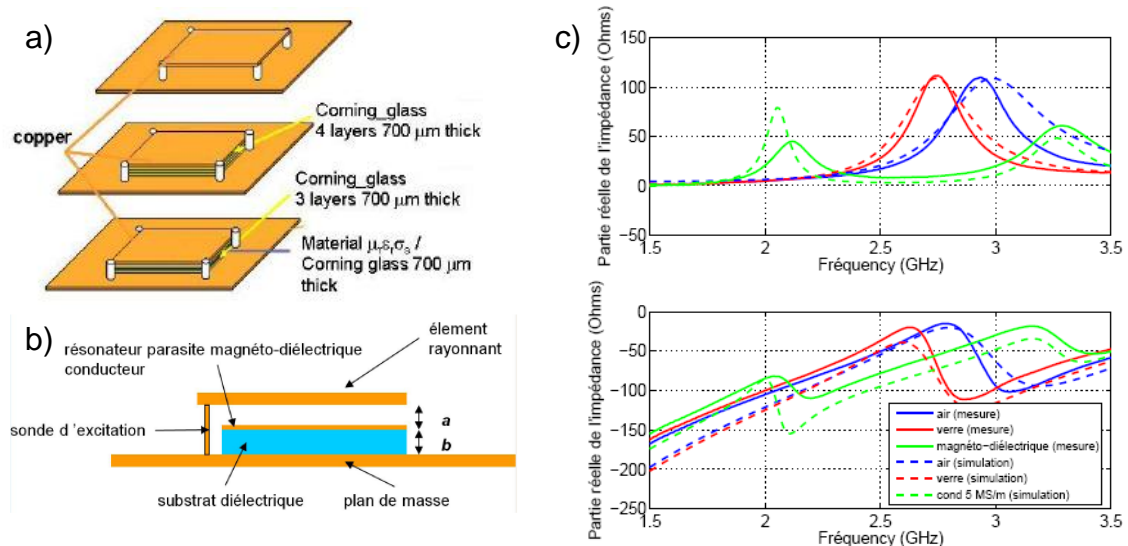 a)
Corning_glass
4 layers 700 µm thick
copper
Corning_glass
3 layers 700 µm thick
Material μrεrσs /
Corning glass 700 µm
thick
b)
élement
rayonnant
résonateur parasite magnéto-diélectrique
conducteur
sonde d 'excitation
a
b
substrat diélectrique
plan de masse
c)
Partie réelle de l'impédance (Ohms)
150
100
50
0
−50
1.5
2
2.5
3
3.5
Fréquency (GHz)
Partie réelle de l'impédance (Ohms)
0
−50
−100
−150
−200
−250
1.5
2
2.5
3
3.5
Fréquency (GHz)
air (mesure)
verre (mesure)
magnéto−diélectrique (mesure)
air (simulation)
verre (simulation)
cond 5 MS/m (simulation)